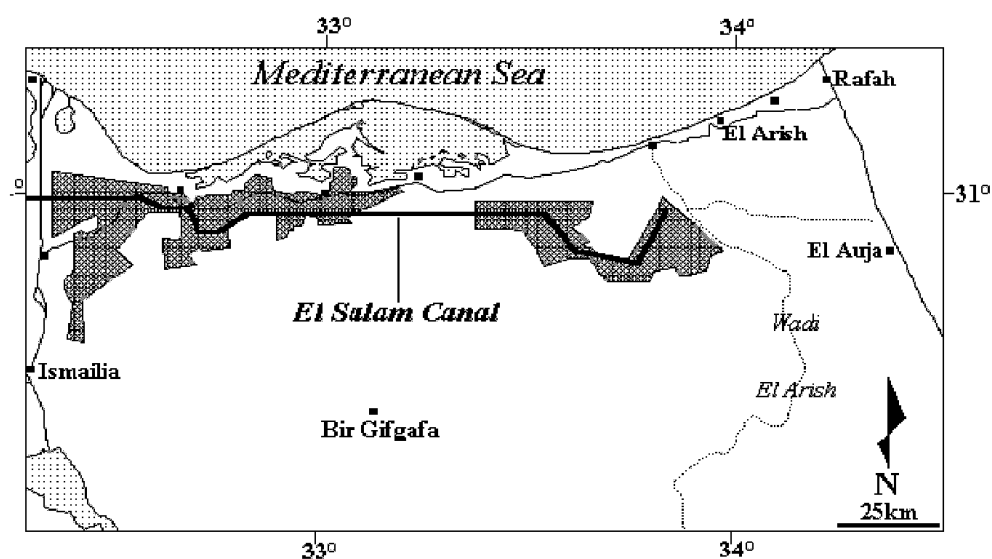 33° 34°
Mediterranean Sea
Rafah
El Arish
° 31°
El Auja
El Salam Canal
Wadi
Ismailia
El Arish
Bir Gifgafa
N
25km
33° 34°